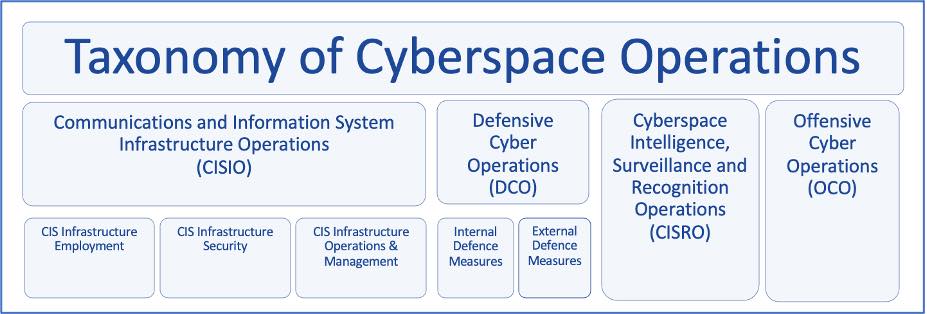 Taxonomy of Cyberspace Operations
Communications and Information System
Infrastructure Operations
(CISIO)
Defensive
Cyber
Operations
(DCO)
Cyberspace
Intelligence,
Surveillance and
Recognition
Operations
(CISRO)
Offensive
Cyber
Operations
(OCO)
CIS Infrastructure
Employment
CIS Infrastructure
Security
CIS Infrastructure
Operations &
Management
Internal
Defence
Measures
External
Defence
Measures